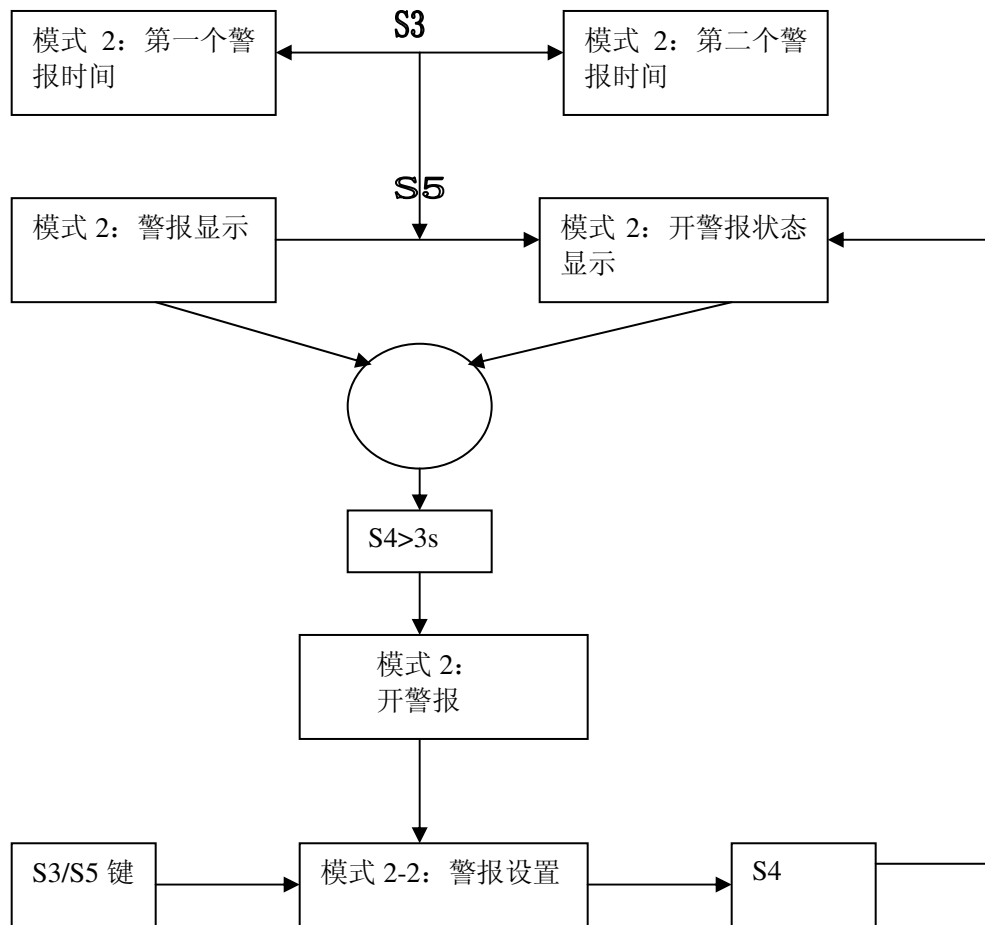 S3
模式 2：第一个警
报时间
模式 2：第二个警
报时间
S5
模式 2：警报显示
模式 2：开警报状态
显示
S4>3s
模式 2：
开警报
S3/S5 键
模式 2-2：警报设置
S4